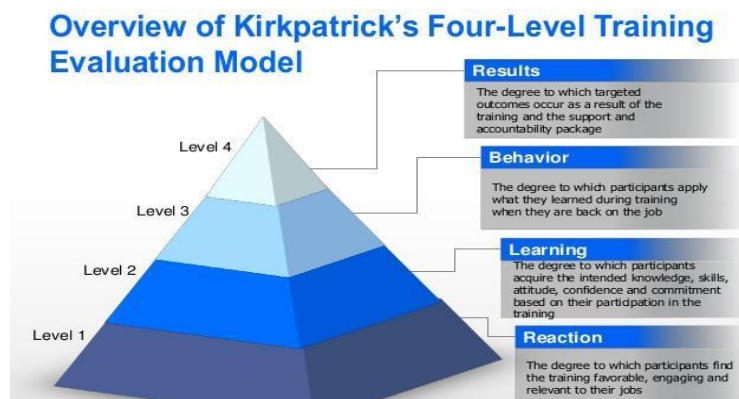 Overview of Kirkpatrick's Four-Level Training
Evaluation Model
Results
The degree to which targeted
outcomes occur as a result of the
training and the support and
accountability package
Level 4
Behavior
The degree to which participants apply
what they learned during training
when they are back on the job
Level 3
Learning
The degree to which participants
acquire the intended knowledge, skills,
attitude, confidence and commitment
based on their participation in the
training
Level 2
Reaction
The degree to which participants find
the training favorable, engaging and
relevant to their jobs
Level 1